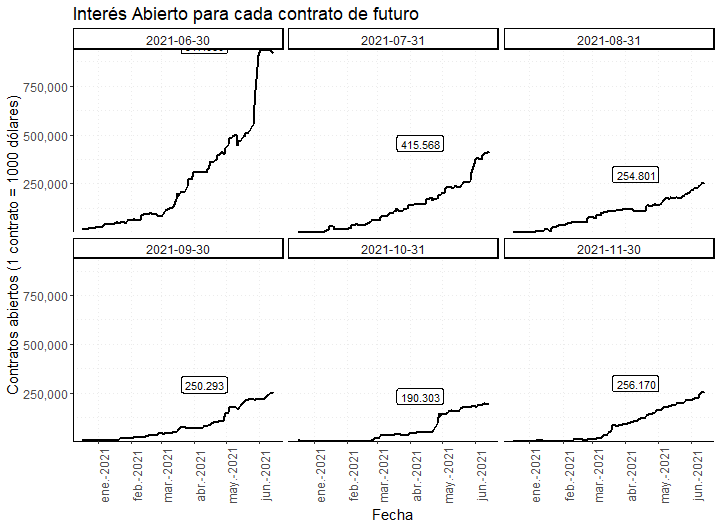 Interés Abierto para cada contrato de futuro
Contratos abiertos (1 contrato = 1000 dólares)
2021-06-30
2021-07-31
2021-08-31
750,000
500,000
250,000
415.568
254.801
2021-09-30
2021-10-31
2021-11-30
750,000
500,000
250,000
250.293
190.303
256.170
ene.-2021
feb.-2021
mar.-2021
abr.-2021
may.-2021
jun.-2021
ene.-2021
feb.-2021
mar.-2021
abr.-2021
may.-2021
jun.-2021
ene.-2021
feb.-2021
mar.-2021
abr.-2021
may.-2021
jun.-2021
Fecha